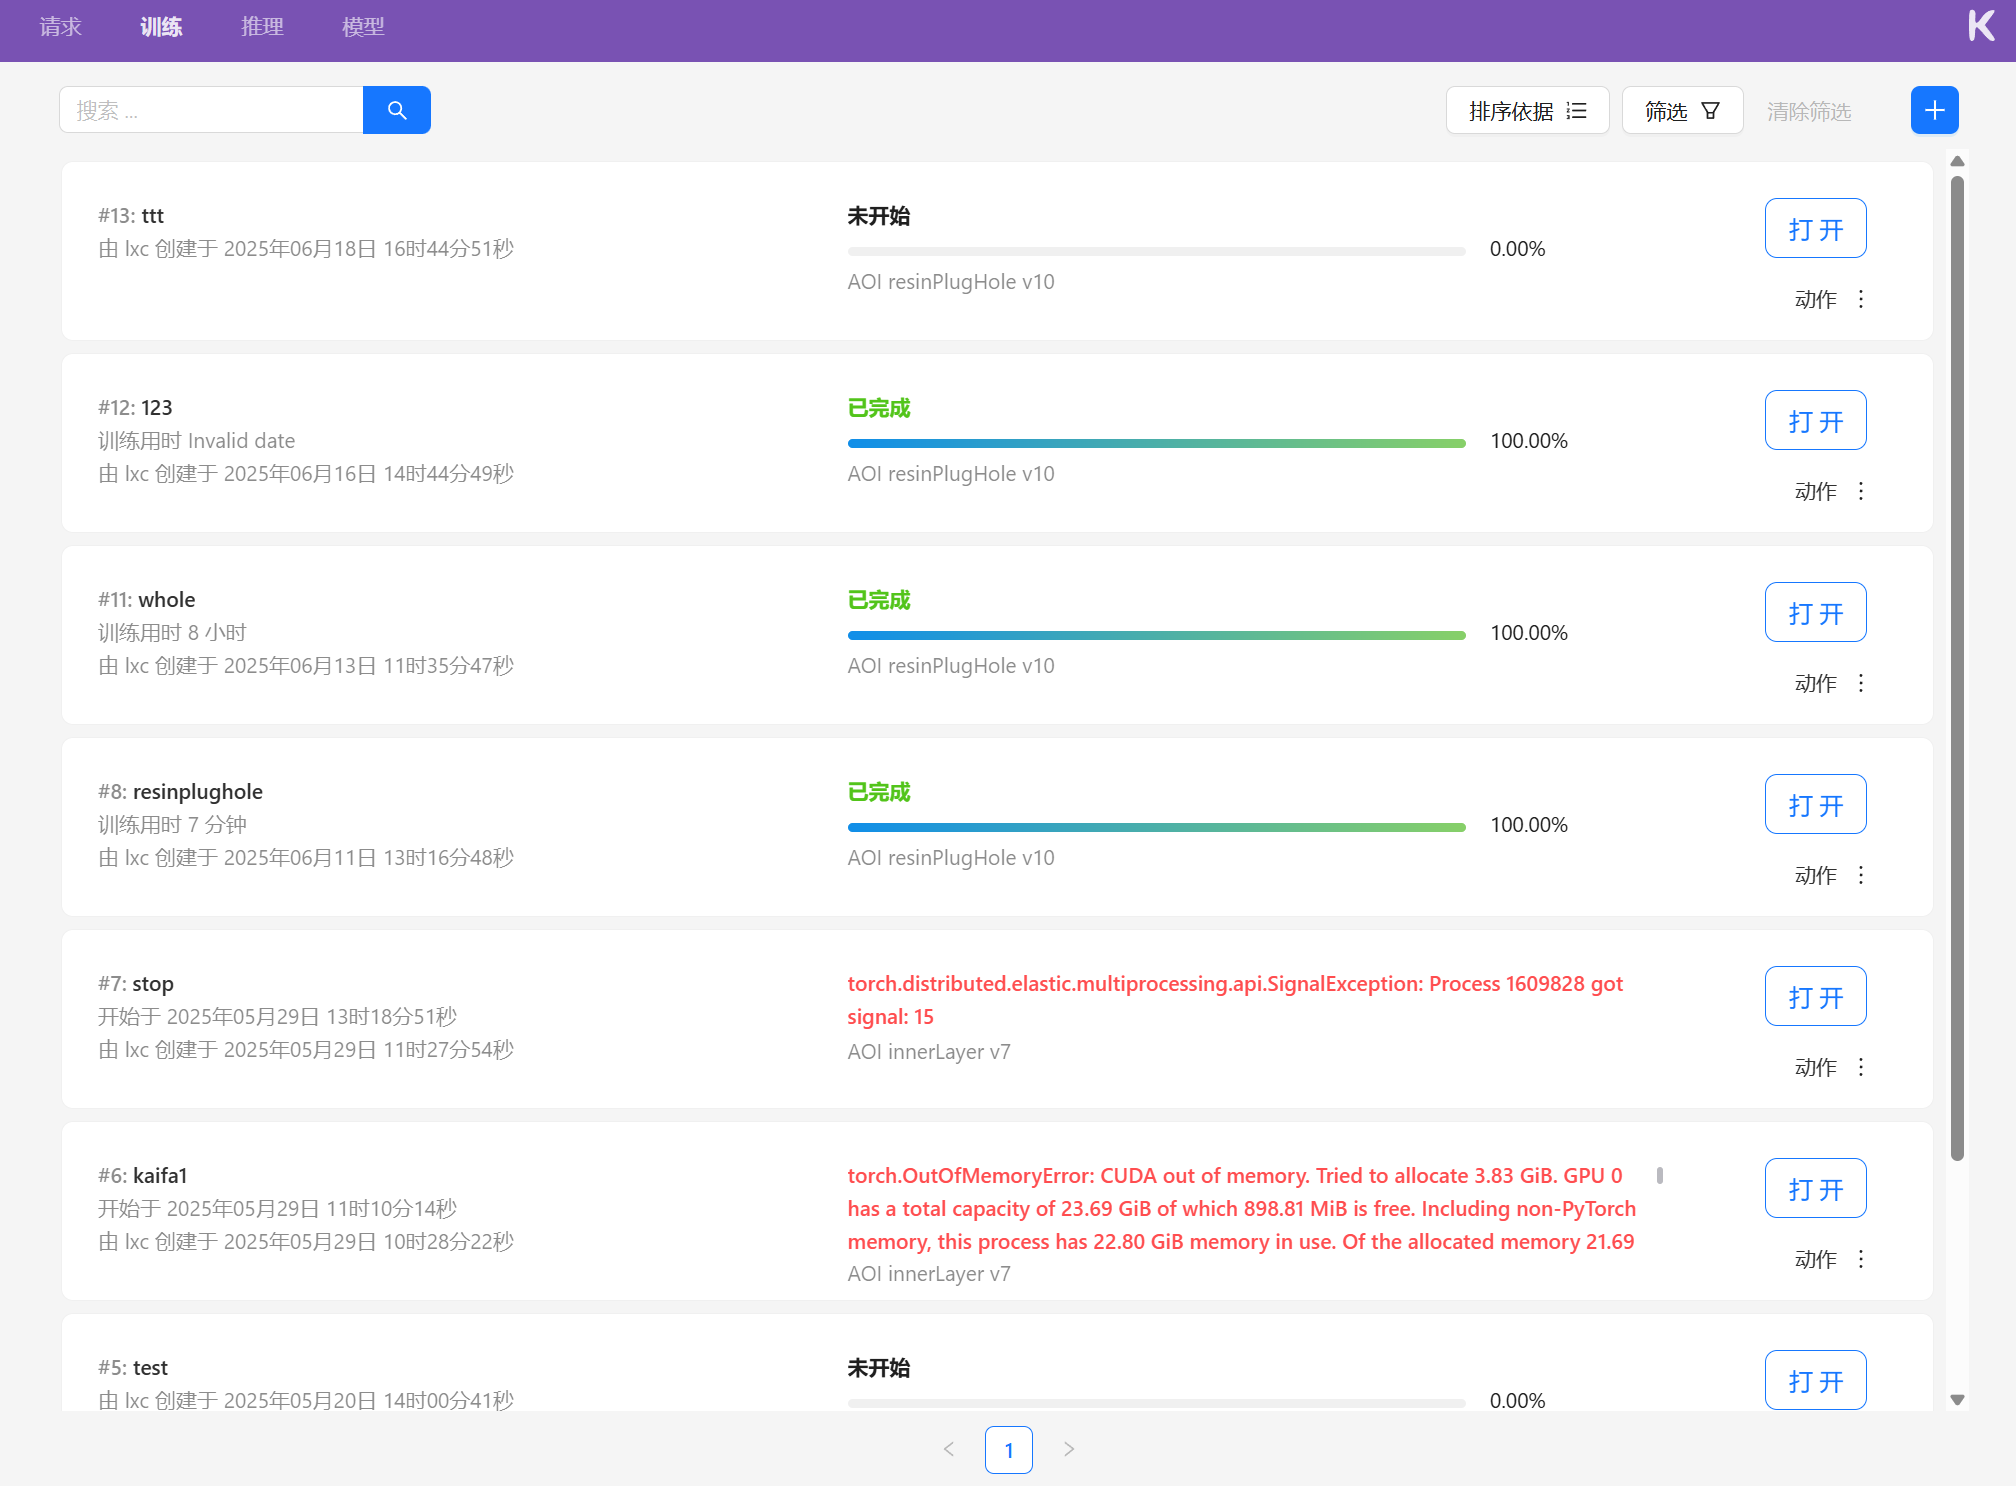 请求 训练 推理 模型
搜索 ... 排序依据 筛选 清除筛选
#13: ttt
由 lxc 创建于 2025年06月18日 16时44分51秒
未开始
0.00%
AOI resinPlugHole v10
打 开
动作
#12: 123
训练用时 Invalid date
由 lxc 创建于 2025年06月16日 14时44分49秒
已完成
100.00%
AOI resinPlugHole v10
打 开
动作
#11: whole
训练用时 8 小时
由 lxc 创建于 2025年06月13日 11时35分47秒
已完成
100.00%
AOI resinPlugHole v10
打 开
动作
#8: resinplughole
训练用时 7 分钟
由 lxc 创建于 2025年06月11日 13时16分48秒
已完成
100.00%
AOI resinPlugHole v10
打 开
动作
#7: stop
开始于 2025年05月29日 13时18分51秒
由 lxc 创建于 2025年05月29日 11时27分54秒
torch.distributed.elastic.multiprocessing.api.SignalException: Process 1609828 got
signal: 15
AOI innerLayer v7
打 开
动作
#6: kaifa1
开始于 2025年05月29日 11时10分14秒
由 lxc 创建于 2025年05月29日 10时28分22秒
torch.OutOfMemoryError: CUDA out of memory. Tried to allocate 3.83 GiB. GPU 0
has a total capacity of 23.69 GiB of which 898.81 MiB is free. Including non-PyTorch
memory, this process has 22.80 GiB memory in use. Of the allocated memory 21.69
AOI innerLayer v7
打 开
动作
#5: test
由 lxc 创建于 2025年05月20日 14时00分41秒
未开始
0.00%
打 开
1